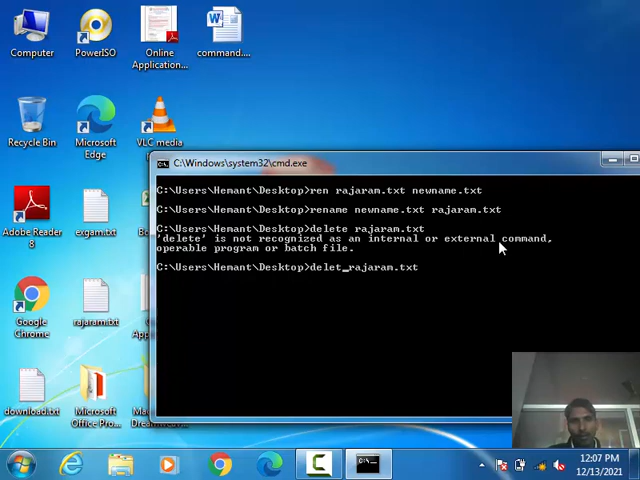 Computer
PowerISO
Online
Application...
command....
Recycle Bin
Microsoft
Edge
VLC media
C:\Windows\system32\cmd.exe
C:\Users\Hemant\Desktop>ren rajaram.txt newname.txt
C:\Users\Hemant\Desktop>rename newname.txt rajaram.txt
C:\Users\Hemant\Desktop>delete rajaram.txt
'delete' is not recognized as an internal or external command,
operable program or batch file.
C:\Users\Hemant\Desktop>delet_rajaram.txt
Adobe Reader
8
exgam.txt
Google
Chrome
rajarami.txt
download.txt
Microsoft
Office Pro...
C:\.
12:07 PM
12/13/2021